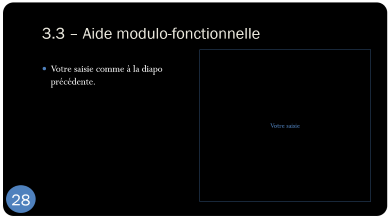 3.3 – Aide modulo-fonctionnelle
▪ Votre saisie comme à la diapo
précédente.
Votre saisie
28